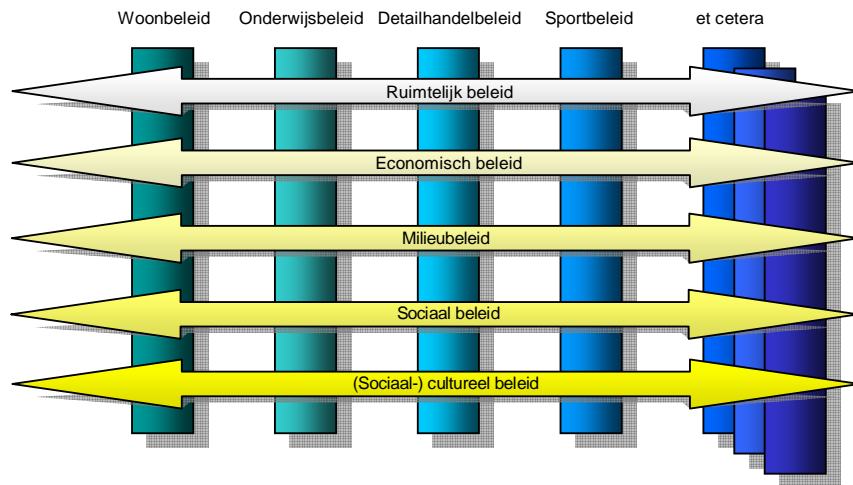 Woonbeleid Onderwijsbeleid Detailhandelbeleid Sportbeleid et cetera
Ruimtelijk beleid
Economisch beleid
Milieubeleid
Sociaal beleid
(Sociaal-) cultureel beleid